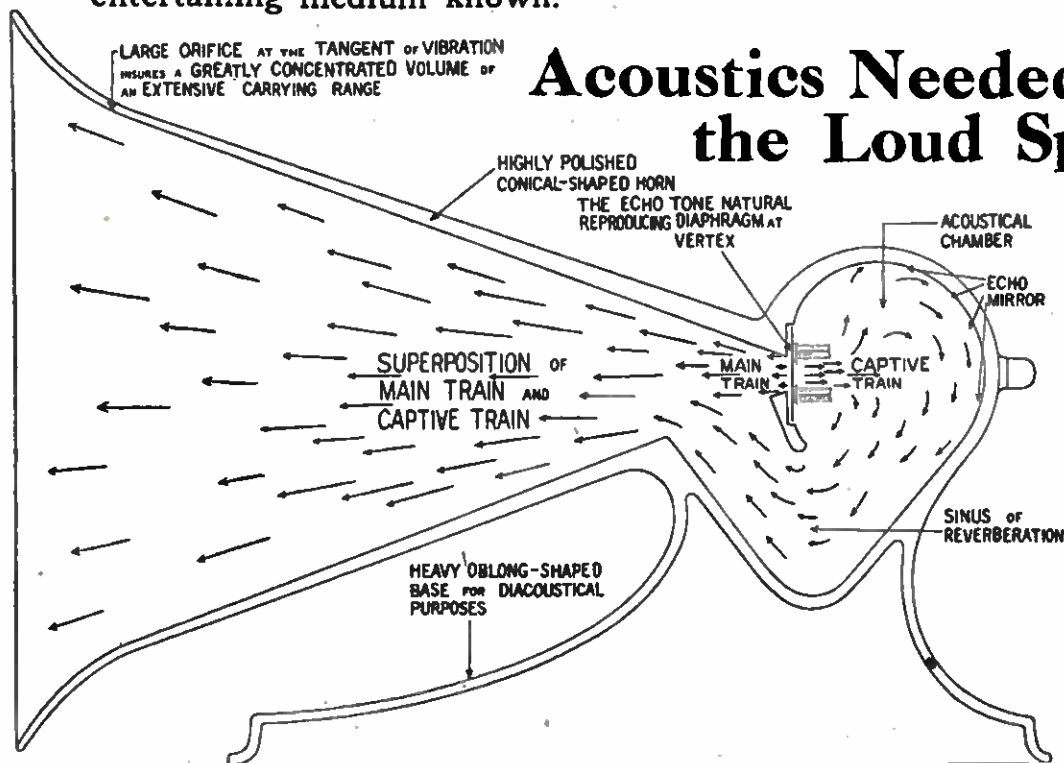 entertaining medium known.
Acoustics Needed
the Loud Sp
LARGE ORIFICE AT THE TANGENT OF VIBRATION
INSURES A GREATLY CONCENTRATED VOLUME OF
AN EXTENSIVE CARRYING RANGE
HIGHLY POLISHED
CONICAL-SHAPED HORN
THE ECHO TONE NATURAL
REPRODUCING DIAPHRAGM AT
VERTEX
ACOUSTICAL
CHAMBER
ECHO
MIRROR
SUPERPOSITION OF
MAIN TRAIN AND
CAPTIVE TRAIN
MAIN
TRAIN
CAPTIVE
TRAIN
SINUS OF
REVERBERATION
HEAVY OBLONG-SHAPED
BASE FOR DIACOUSTICAL
PURPOSES